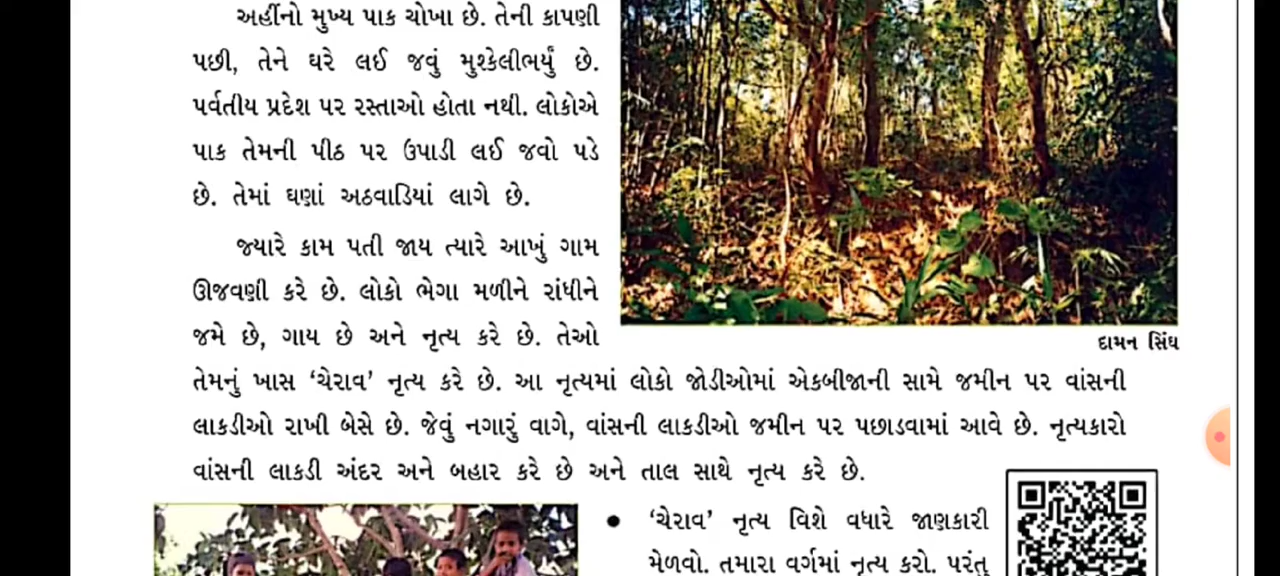 અહીંનો મુખ્ય પાક ચોખા છે. તેની કાપણી
પછી, તેને ઘરે લઈ જવું મુશ્કેલીભર્યું છે.
પર્વતીય પ્રદેશ પર રસ્તાઓ હોતા નથી. લોકોએ
પાક તેમની પીઠ પર ઉપાડી લઈ જવો પડે
છે. તેમાં ઘણાં અઠવાડિયાં લાગે છે.
જ્યારે કામ પતી જાય ત્યારે આખું ગામ
ઊજવણી કરે છે. લોકો ભેગા મળીને રાંધીને
જમે છે, ગાય છે અને નૃત્ય કરે છે. તેઓ
દામન સિંઘ
તેમનું ખાસ ‘ચેરાવ’ નૃત્ય કરે છે. આ નૃત્યમાં લોકો જોડીઓમાં એકબીજાની સામે જમીન પર વાંસની
લાકડીઓ રાખી બેસે છે. જેવું નગારું વાગે, વાંસની લાકડીઓ જમીન પર પછાડવામાં આવે છે. નૃત્યકારો
વાંસની લાકડી અંદર અને બહાર કરે છે અને તાલ સાથે નૃત્ય કરે છે.
● ‘ચેરાવ’ નૃત્ય વિશે વધારે જાણકારી
મેળવો. તમારા વર્ગમાં નૃત્ય કરો. પરંતુ